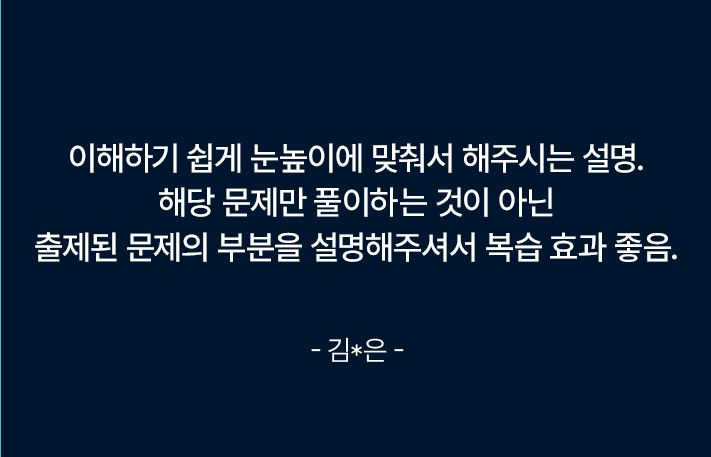 이해하기 쉽게 눈높이에 맞춰서 해주시는 설명.
해당 문제만 풀이하는 것이 아닌
출제된 문제의 부분을 설명해주셔서 복습 효과 좋음.
- 김*은 -